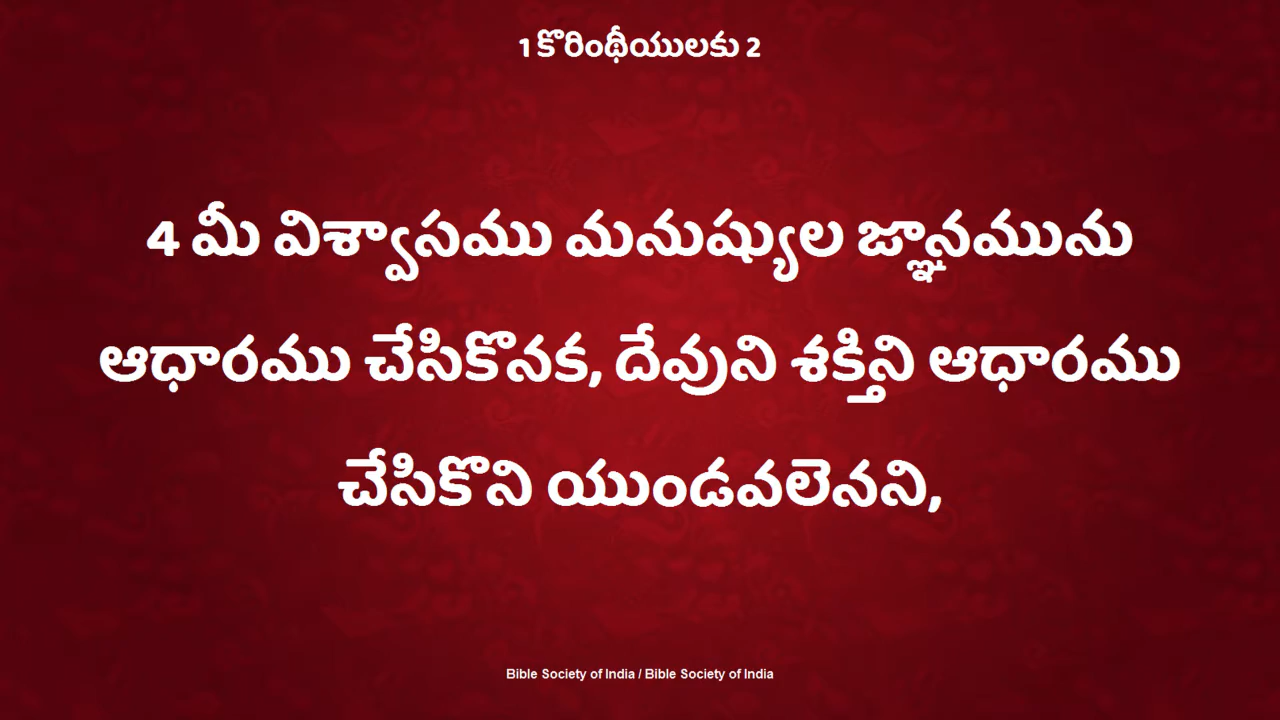 1 కొరింథీయులకు 2
4 మీ విశ్వాసము మనుష్యుల జ్ఞానమును
ఆధారము చేసికొనక, దేవుని శక్తిని ఆధారము
చేసికొని యుండవలెనని,
Bible Society of India / Bible Society of India